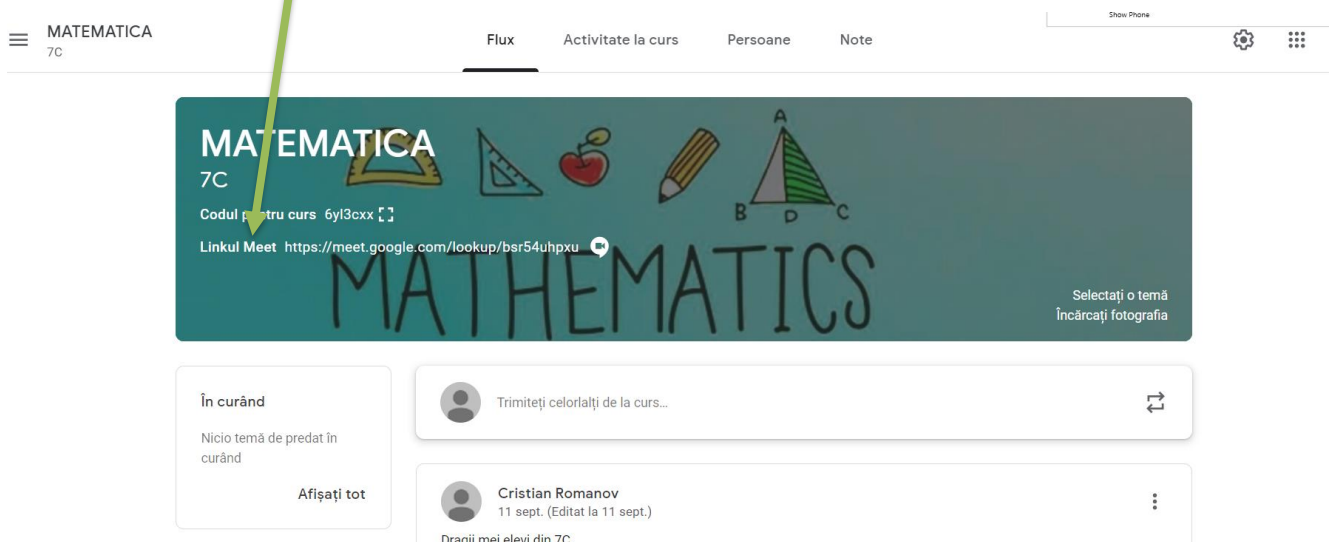 Show Phone
MATEMATICA
7C
Flux Activitate la curs Persoane Note
MATEMATICA
7C
A
B D C
Codul pentru curs 6yl3cxx
Linkul Meet https://meet.google.com/lookup/bsr54uhpxu
MATHEMATICS
Selectați o temă
Încărcați fotografia
În curând
Nicio temă de predat în
curând
Afișați tot
Trimiteți celorlalți de la curs...
Cristian Romanov
11 sept. (Editat la 11 sept.)
Dragii mei elevi din 7C